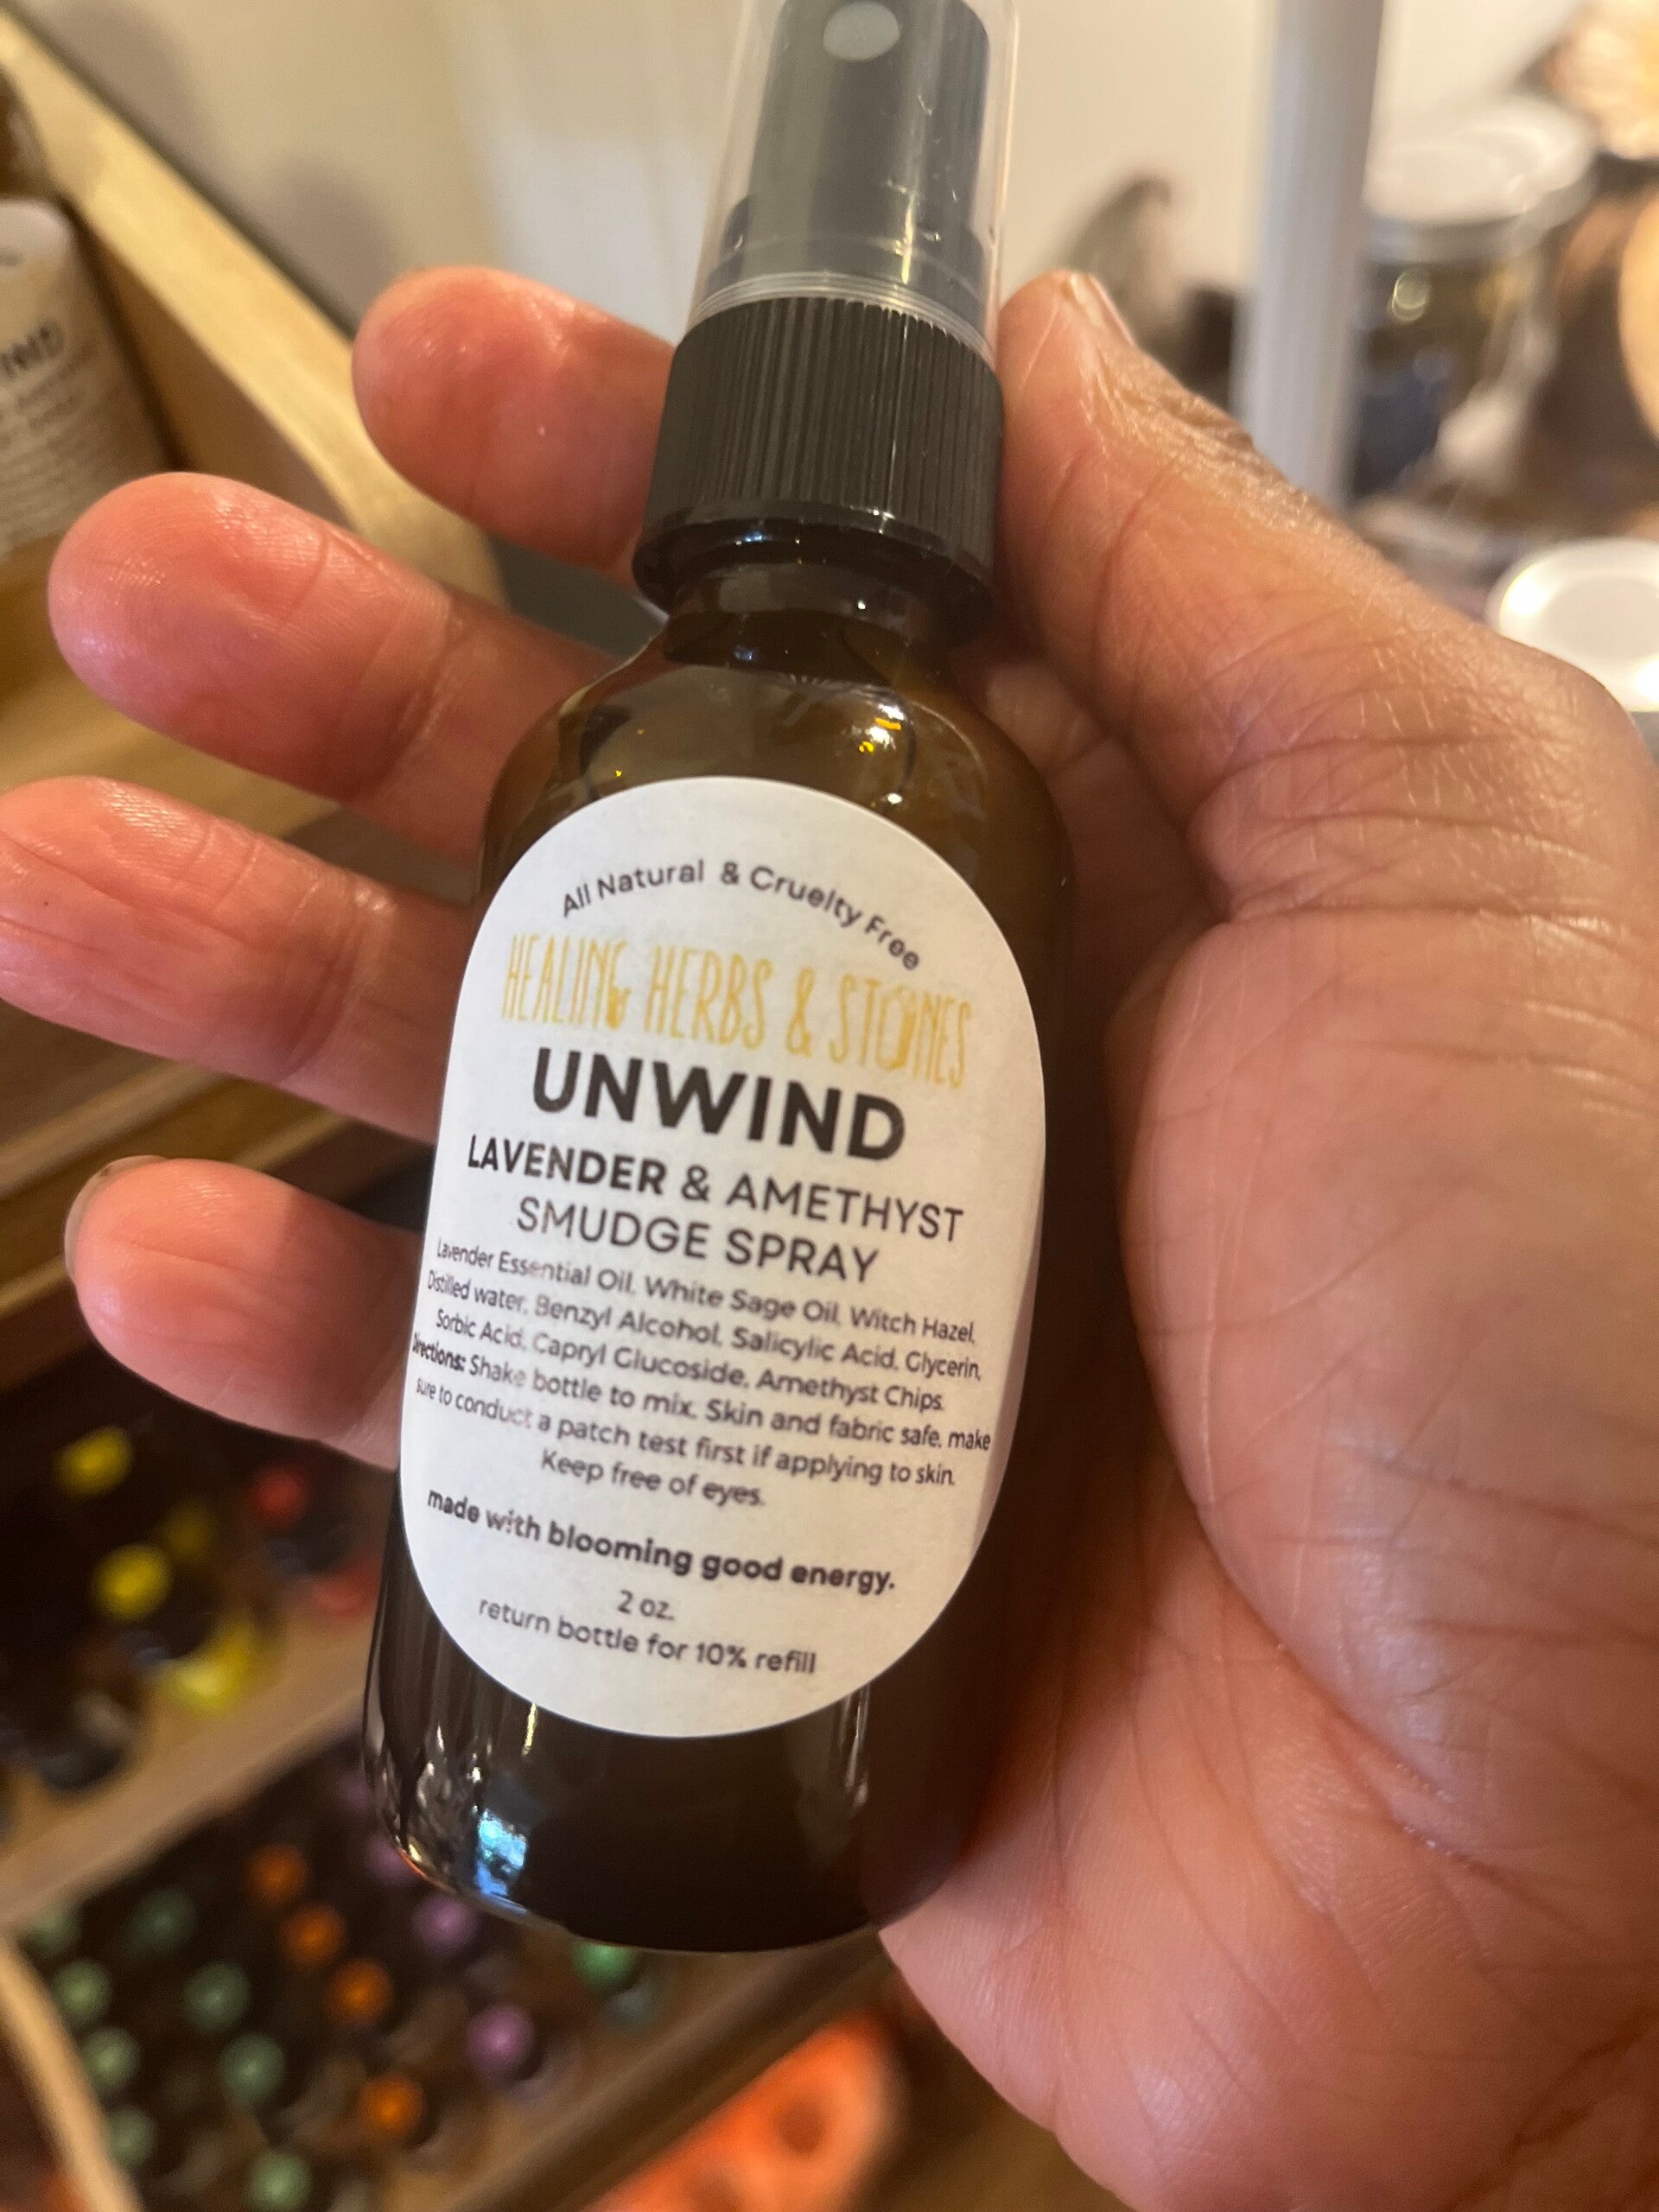 All Natural & Cruelty Free
HEALING HERBS & STONES
UNWIND
LAVENDER & AMETHYST
SMUDGE SPRAY
Lavender Essential Oil, White Sage Oil, Witch Hazel,
Distilled water, Benzyl Alcohol, Salicylic Acid, Glycerin,
Sorbic Acid, Capryl Glucoside, Amethyst Chips.
Directions: Shake bottle to mix. Skin and fabric safe, make
sure to conduct a patch test first if applying to skin.
Keep free of eyes.
made with blooming good energy.
2 oz.
return bottle for 10% refill